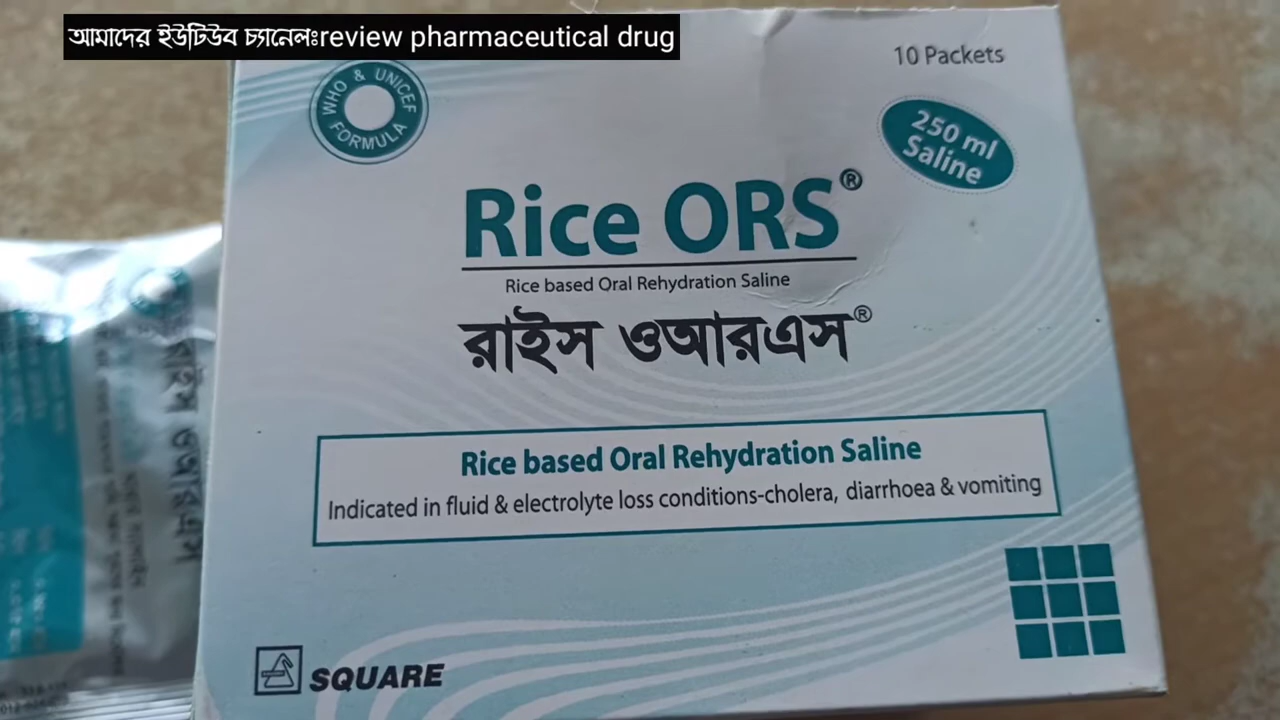 আমাদের ইউটিউব চ্যানেলঃreview pharmaceutical drug
10 Packets
WHO & UNICEF FORMULA
250 ml
Saline
Rice ORS®
Rice based Oral Rehydration Saline
রাইস ওআরএস®
Rice based Oral Rehydration Saline
Indicated in fluid & electrolyte loss conditions-cholera, diarrhoea & vomiting
SQUARE
রাইস ওআরএস